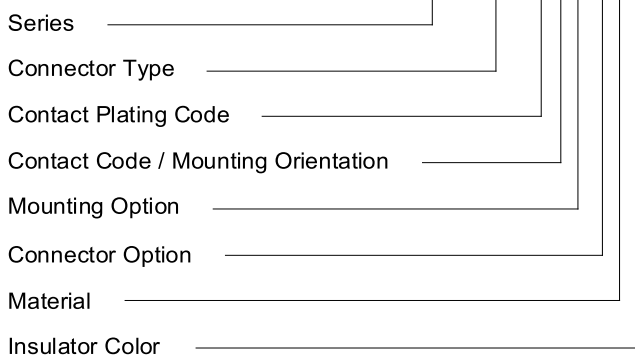 Series
Connector Type
Contact Plating Code
Contact Code / Mounting Orientation
Mounting Option
Connector Option
Material
Insulator Color